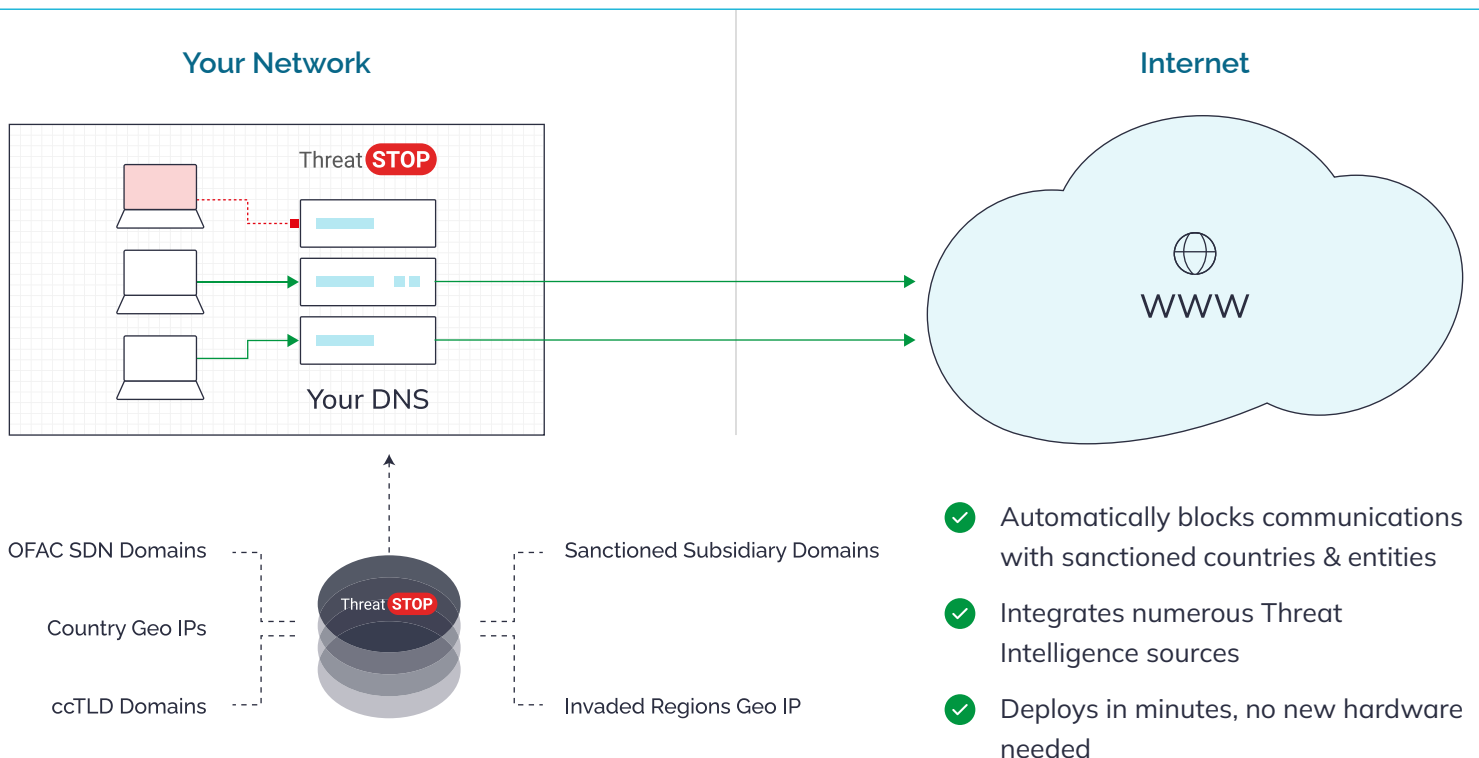 Your Network
Internet
Threat STOP
WWW
Your DNS
OFAC SDN Domains
Country Geo IPs
ccTLD Domains
Threat STOP
Sanctioned Subsidiary Domains
Invaded Regions Geo IP
Automatically blocks communications
with sanctioned countries & entities
Integrates numerous Threat
Intelligence sources
Deploys in minutes, no new hardware
needed